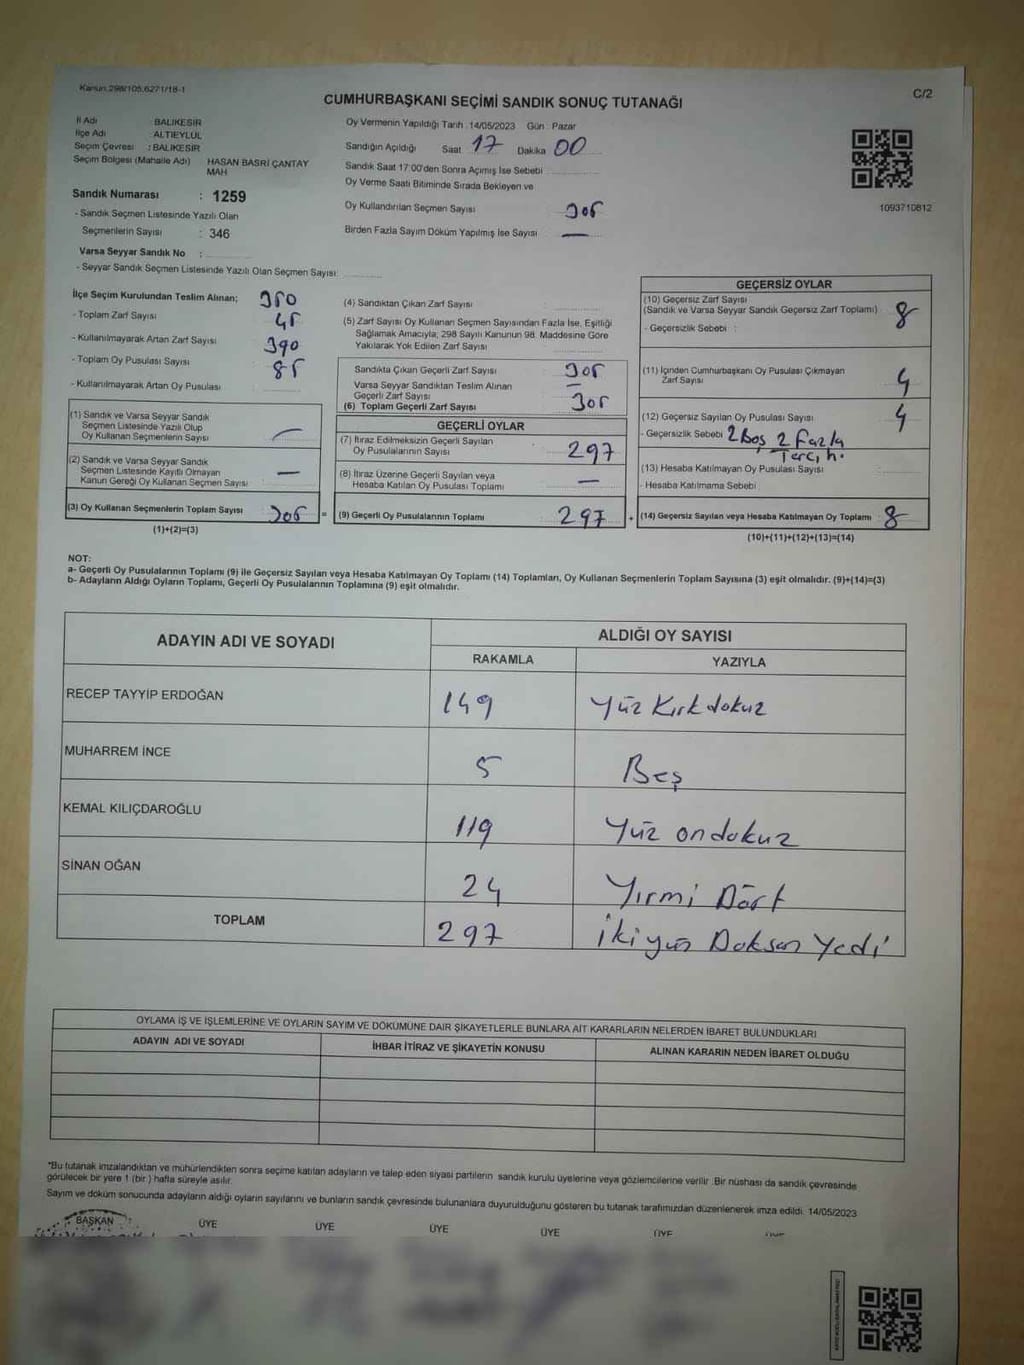 Kanun.298/105,6271/18-1
C/2
CUMHURBAŞKANI SEÇİMİ SANDIK SONUÇ TUTANAĞI
İl Adı : BALIKESİR
İlçe Adı : ALTIEYLÜL
Seçim Çevresi : BALIKESİR
Seçim Bölgesi (Mahalle Adı) HASAN BASRİ ÇANTAY MAH
Sandık Numarası : 1259
- Sandık Seçmen Listesinde Yazılı Olan
Seçmenlerin Sayısı : 346
Varsa Seyyar Sandık No :
- Seyyar Sandık Seçmen Listesinde Yazılı Olan Seçmen Sayısı:
Oy Vermenin Yapıldığı Tarih :14/05/2023 Gün : Pazar
Sandığın Açıldığı Saat 17 Dakika 00
Sandık Saat 17:00'den Sonra Açımış İse Sebebi
Oy Verme Saati Bitiminde Sırada Bekleyen ve
Oy Kullandırılan Seçmen Sayısı 305
Birden Fazla Sayım Döküm Yapılmış İse Sayısı —
1093710812
İlçe Seçim Kurulundan Teslim Alınan; 350
- Toplam Zarf Sayısı 45
- Kullanılmayarak Artan Zarf Sayısı 390
- Toplam Oy Pusulası Sayısı 85
- Kullanılmayarak Artan Oy Pusulası
(1) Sandık ve Varsa Seyyar Sandık
Seçmen Listesinde Yazılı Olup
Oy Kullanan Seçmenlerin Sayısı —
(2) Sandık ve Varsa Seyyar Sandık
Seçmen Listesinde Kayıtlı Olmayan
Kanun Gereği Oy Kullanan Seçmen Sayısı —
(3) Oy Kullanan Seçmenlerin Toplam Sayısı 305 =
(1)+(2)=(3)
(4) Sandıktan Çıkan Zarf Sayısı
(5) Zarf Sayısı Oy Kullanan Seçmen Sayısından Fazla İse, Eşitliği
Sağlamak Amacıyla; 298 Sayılı Kanunun 98. Maddesine Göre
Yakılarak Yok Edilen Zarf Sayısı
Sandıkta Çıkan Geçerli Zarf Sayısı 305
Varsa Seyyar Sandıktan Teslim Alınan
Geçerli Zarf Sayısı —
(6) Toplam Geçerli Zarf Sayısı 305
GEÇERLİ OYLAR
(7) İtiraz Edilmeksizin Geçerli Sayılan
Oy Pusulalarının Sayısı 297
(8) İtiraz Üzerine Geçerli Sayılan veya
Hesaba Katılan Oy Pusulası Toplamı —
(9) Geçerli Oy Pusulalarının Toplamı 297 +
GEÇERSİZ OYLAR
(10) Geçersiz Zarf Sayısı
(Sandık ve Varsa Seyyar Sandık Geçersiz Zarf Toplamı) 8
- Geçersizlik Sebebi :
(11) İçinden Cumhurbaşkanı Oy Pusulası Çıkmayan
Zarf Sayısı 4
(12) Geçersiz Sayılan Oy Pusulası Sayısı 4
- Geçersizlik Sebebi 2 Boş 2 Fazla
Tercih.
(13) Hesaba Katılmayan Oy Pusulası Sayısı
- Hesaba Katılmama Sebebi
(14) Geçersiz Sayılan veya Hesaba Katılmayan Oy Toplamı 8
(10)+(11)+(12)+(13)=(14)
NOT:
a- Geçerli Oy Pusulalarının Toplamı (9) ile Geçersiz Sayılan veya Hesaba Katılmayan Oy Toplamı (14) Toplamları, Oy Kullanan Seçmenlerin Toplam Sayısına (3) eşit olmalıdır. (9)+(14)=(3)
b- Adayların Aldığı Oyların Toplamı, Geçerli Oy Pusulalarının Toplamına (9) eşit olmalıdır.
ADAYIN ADI VE SOYADI ALDIĞI OY SAYISI
RAKAMLA YAZIYLA
RECEP TAYYİP ERDOĞAN 149 Yüz Kırkdokuz
MUHARREM İNCE 5 Beş
KEMAL KILIÇDAROĞLU 119 Yüz ondokuz
SİNAN OĞAN 24 Yirmi Dört
TOPLAM 297 İkiyüz Doksan Yedi
OYLAMA İŞ VE İŞLEMLERİNE VE OYLARIN SAYIM VE DÖKÜMÜNE DAİR ŞİKAYETLERLE BUNLARA AİT KARARLARIN NELERDEN İBARET BULUNDUKLARI
ADAYIN ADI VE SOYADI İHBAR İTİRAZ VE ŞİKAYETİN KONUSU ALINAN KARARIN NEDEN İBARET OLDUĞU
*Bu tutanak imzalandıktan ve mühürlendikten sonra seçime katılan adayların ve talep eden siyasi partilerin sandık kurulu üyelerine veya gözlemcilerine verilir. Bir nüshası da sandık çevresinde
görülecek bir yere 1 (bir ) hafta süreyle asılır.
Sayım ve döküm sonucunda adayların aldığı oyların sayılarını ve bunların sandık çevresinde bulunanlara duyurulduğunu gösteren bu tutanak tarafımızdan düzenlenerek imza edildi. 14/05/2023
BAŞKAN ÜYE ÜYE ÜYE ÜYE ÜYE ÜYE